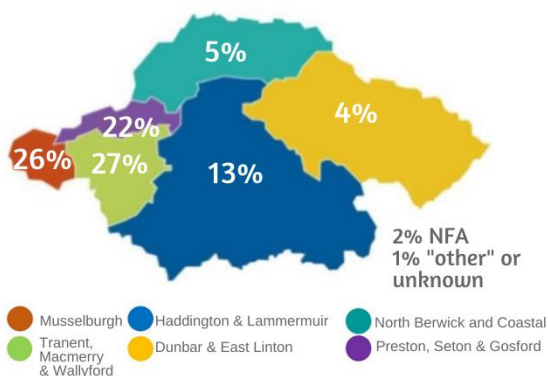 5%
4%
22%
26%
27%
13%
2% NFA
1% "other" or
unknown
Musselburgh
Haddington & Lammermuir
North Berwick and Coastal
Tranent,
Macmerry
& Wallyford
Dunbar & East Linton
Preston, Seton & Gosford